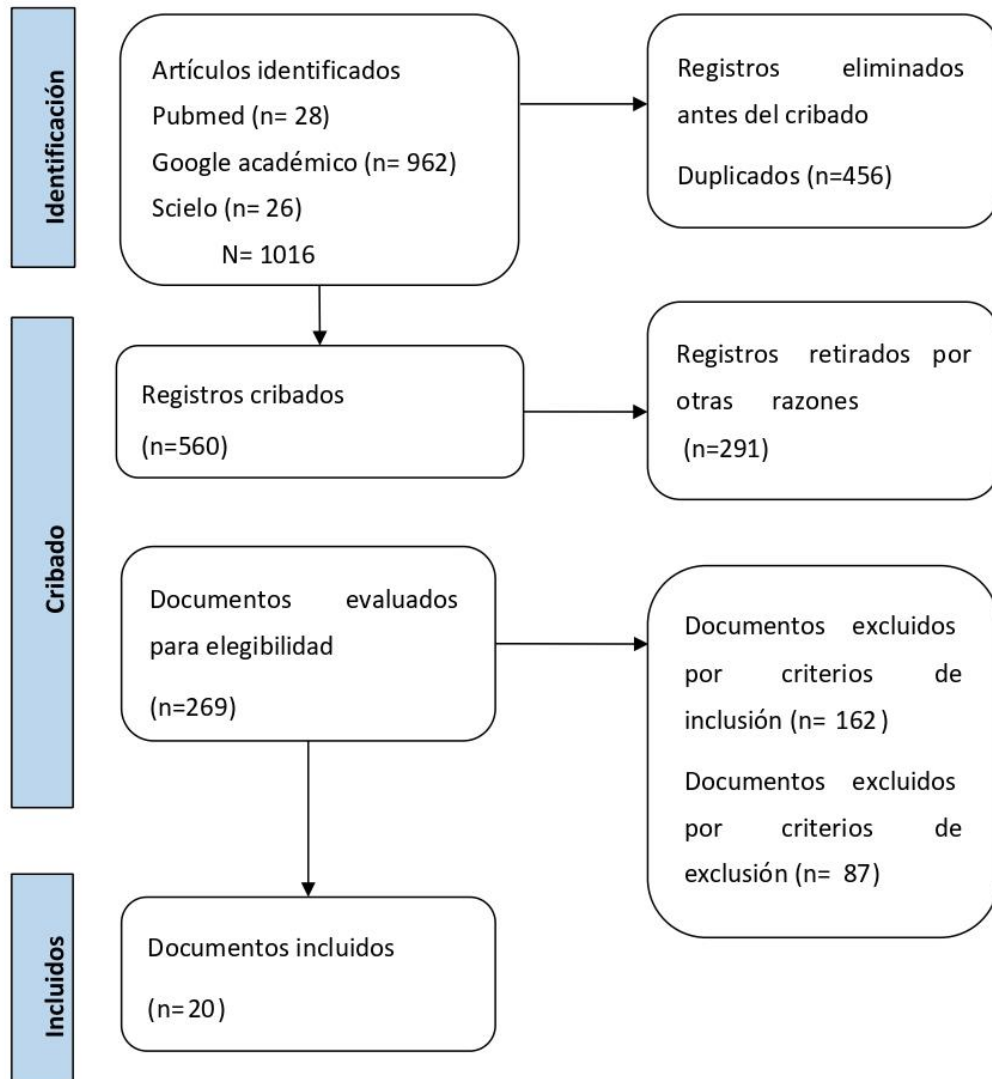 Identificación
Artículos identificados
Pubmed (n= 28)
Google académico (n= 962)
Scielo (n= 26)
N= 1016
Registros eliminados
antes del cribado
Duplicados (n=456)
Cribado
Registros cribados
(n=560)
Registros retirados por
otras razones
(n=291)
Documentos evaluados
para elegibilidad
(n=269)
Documentos excluidos
por criterios de
inclusión (n= 162)
Documentos excluidos
por criterios de
exclusión (n= 87)
Incluidos
Documentos incluidos
(n=20)